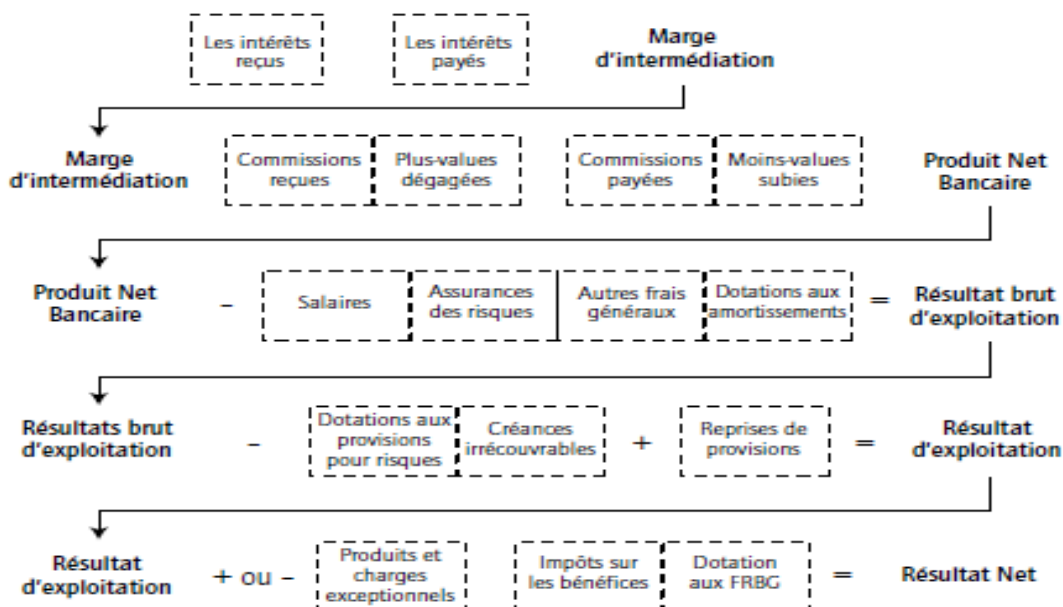 Les intérêts reçus
Les intérêts payés
Marge d'intermédiation
Marge d'intermédiation
Commissions reçues
Plus-values dégagées
Commissions payées
Moins-values subies
Produit Net Bancaire
Produit Net Bancaire
–
Salaires
Assurances des risques
Autres frais généraux
Dotations aux amortissements
=
Résultat brut d'exploitation
Résultats brut d'exploitation
–
Dotations aux provisions pour risques
Créances irrécouvrables
+
Reprises de provisions
=
Résultat d'exploitation
Résultat d'exploitation
+ ou –
Produits et charges exceptionnels
Impôts sur les bénéfices
Dotation aux FRBG
=
Résultat Net